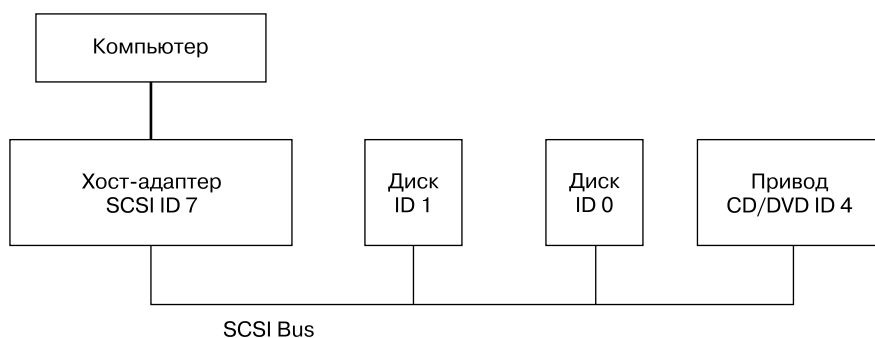 Компьютер
Хост-адаптер
SCSI ID 7
Диск
ID 1
Диск
ID 0
Привод
CD/DVD ID 4
SCSI Bus